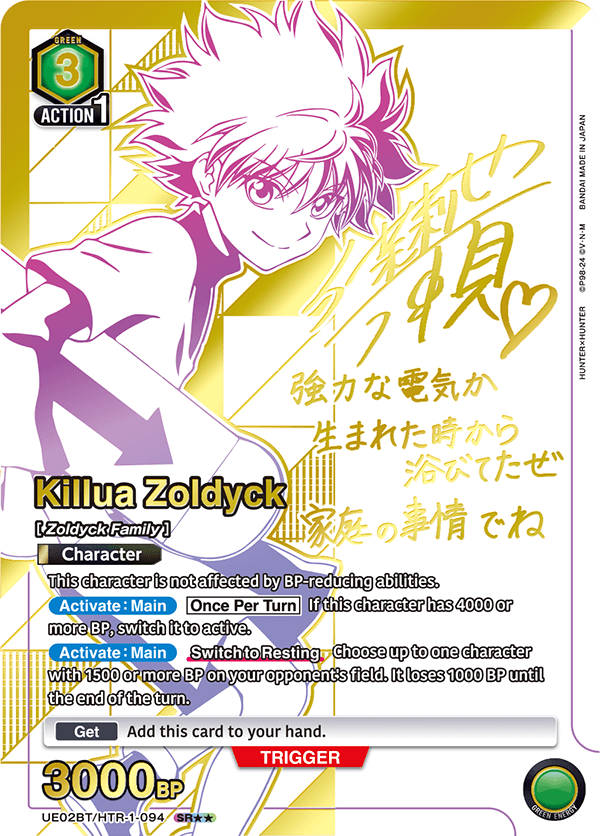 GREEN
3
ACTION 1
強力な電気か
生まれた時から
浴びてたぜ
家庭の事情でね
Killua Zoldyck
[ Zoldyck Family ]
Character
This character is not affected by BP-reducing abilities.
Activate: Main Once Per Turn If this character has 4000 or
more BP, switch it to active.
Activate: Main Switch to Resting Choose up to one character
with 1500 or more BP on your opponent's field. It loses 1000 BP until
the end of the turn.
Get Add this card to your hand.
TRIGGER
3000 BP
UE02BT/HTR-1-094 SR★★
GREEN ENERGY
HUNTER×HUNTER ©P98-24 ©V·N·M BANDAI MADE IN JAPAN